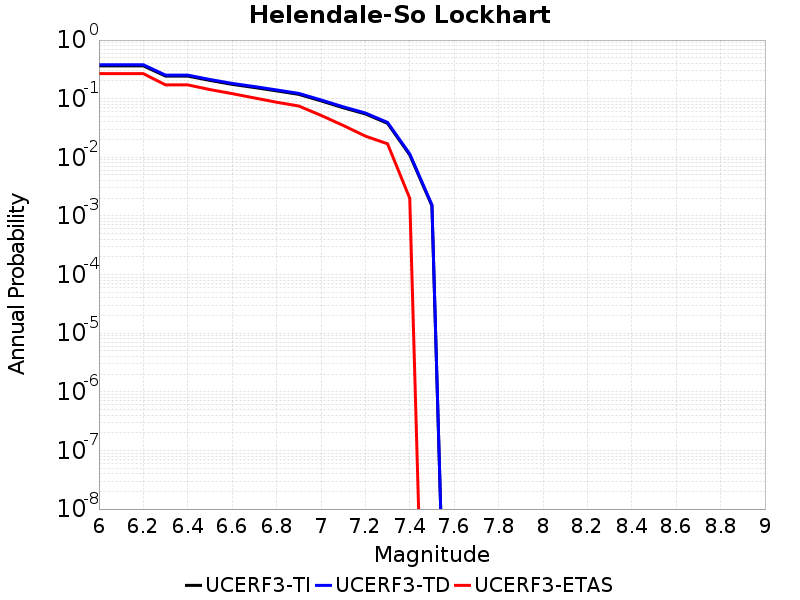 Helendale-So Lockhart
10^0
10^-1
10^-2
10^-3
10^-4
10^-5
10^-6
10^-7
10^-8
Annual Probability
6 6.2 6.4 6.6 6.8 7 7.2 7.4 7.6 7.8 8 8.2 8.4 8.6 8.8 9
Magnitude
UCERF3-TI UCERF3-TD UCERF3-ETAS